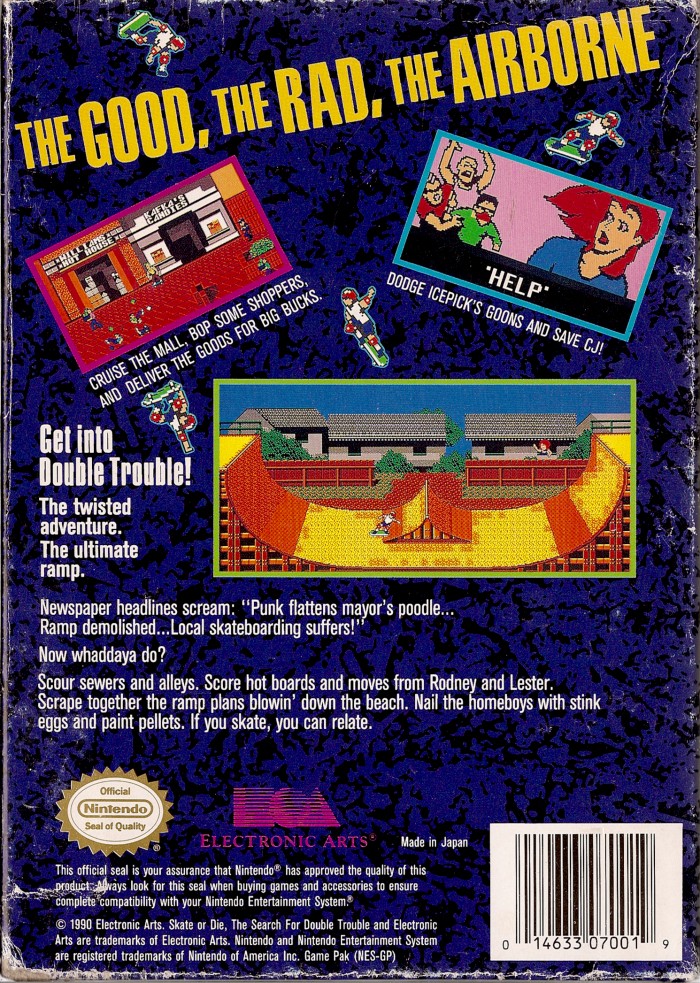 THE GOOD, THE RAD, THE AIRBORNE
WILLIAMS
HOT HOUSE
KAFKA'S
CANDIES
CRUISE THE MALL, BOP SOME SHOPPERS,
AND DELIVER THE GOODS FOR BIG BUCKS.
"HELP"
DODGE ICEPICK'S GOONS AND SAVE CJ!
Get into
Double Trouble!
The twisted
adventure.
The ultimate
ramp.
Newspaper headlines scream: "Punk flattens mayor's poodle...
Ramp demolished...Local skateboarding suffers!"
Now whaddaya do?
Scour sewers and alleys. Score hot boards and moves from Rodney and Lester.
Scrape together the ramp plans blowin' down the beach. Nail the homeboys with stink
eggs and paint pellets. If you skate, you can relate.
Official
Nintendo
Seal of Quality
®
ELECTRONIC ARTS®
Made in Japan
This official seal is your assurance that Nintendo® has approved the quality of this
product. Always look for this seal when buying games and accessories to ensure
complete compatibility with your Nintendo Entertainment System.®
© 1990 Electronic Arts. Skate or Die, The Search For Double Trouble and Electronic
Arts are trademarks of Electronic Arts. Nintendo and Nintendo Entertainment System
are registered trademarks of Nintendo of America Inc. Game Pak (NES-GP)
0 14633 07001 9